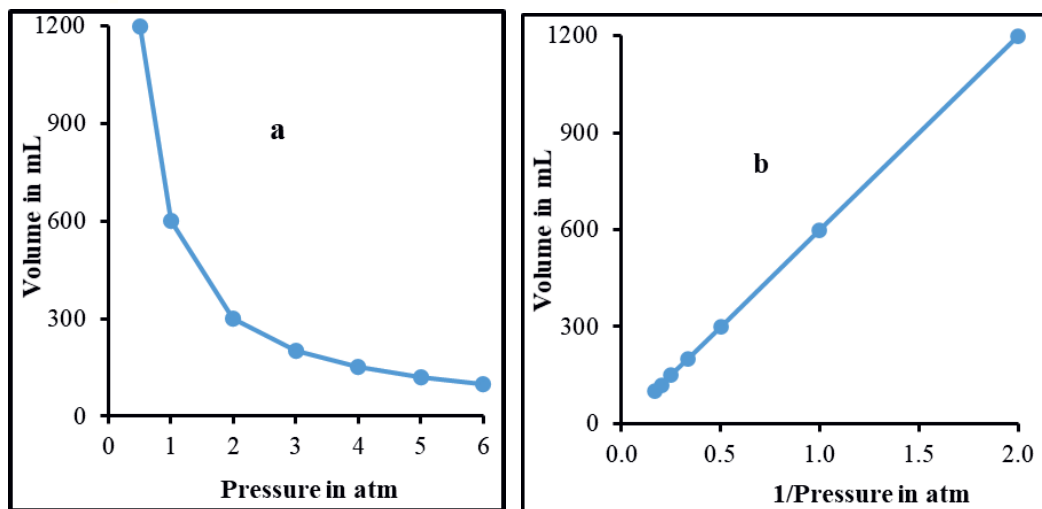 1200
900
600
300
0
Volume in mL
a
0 1 2 3 4 5 6
Pressure in atm
1200
900
600
300
0
Volume in mL
b
0.0 0.5 1.0 1.5 2.0
1/Pressure in atm